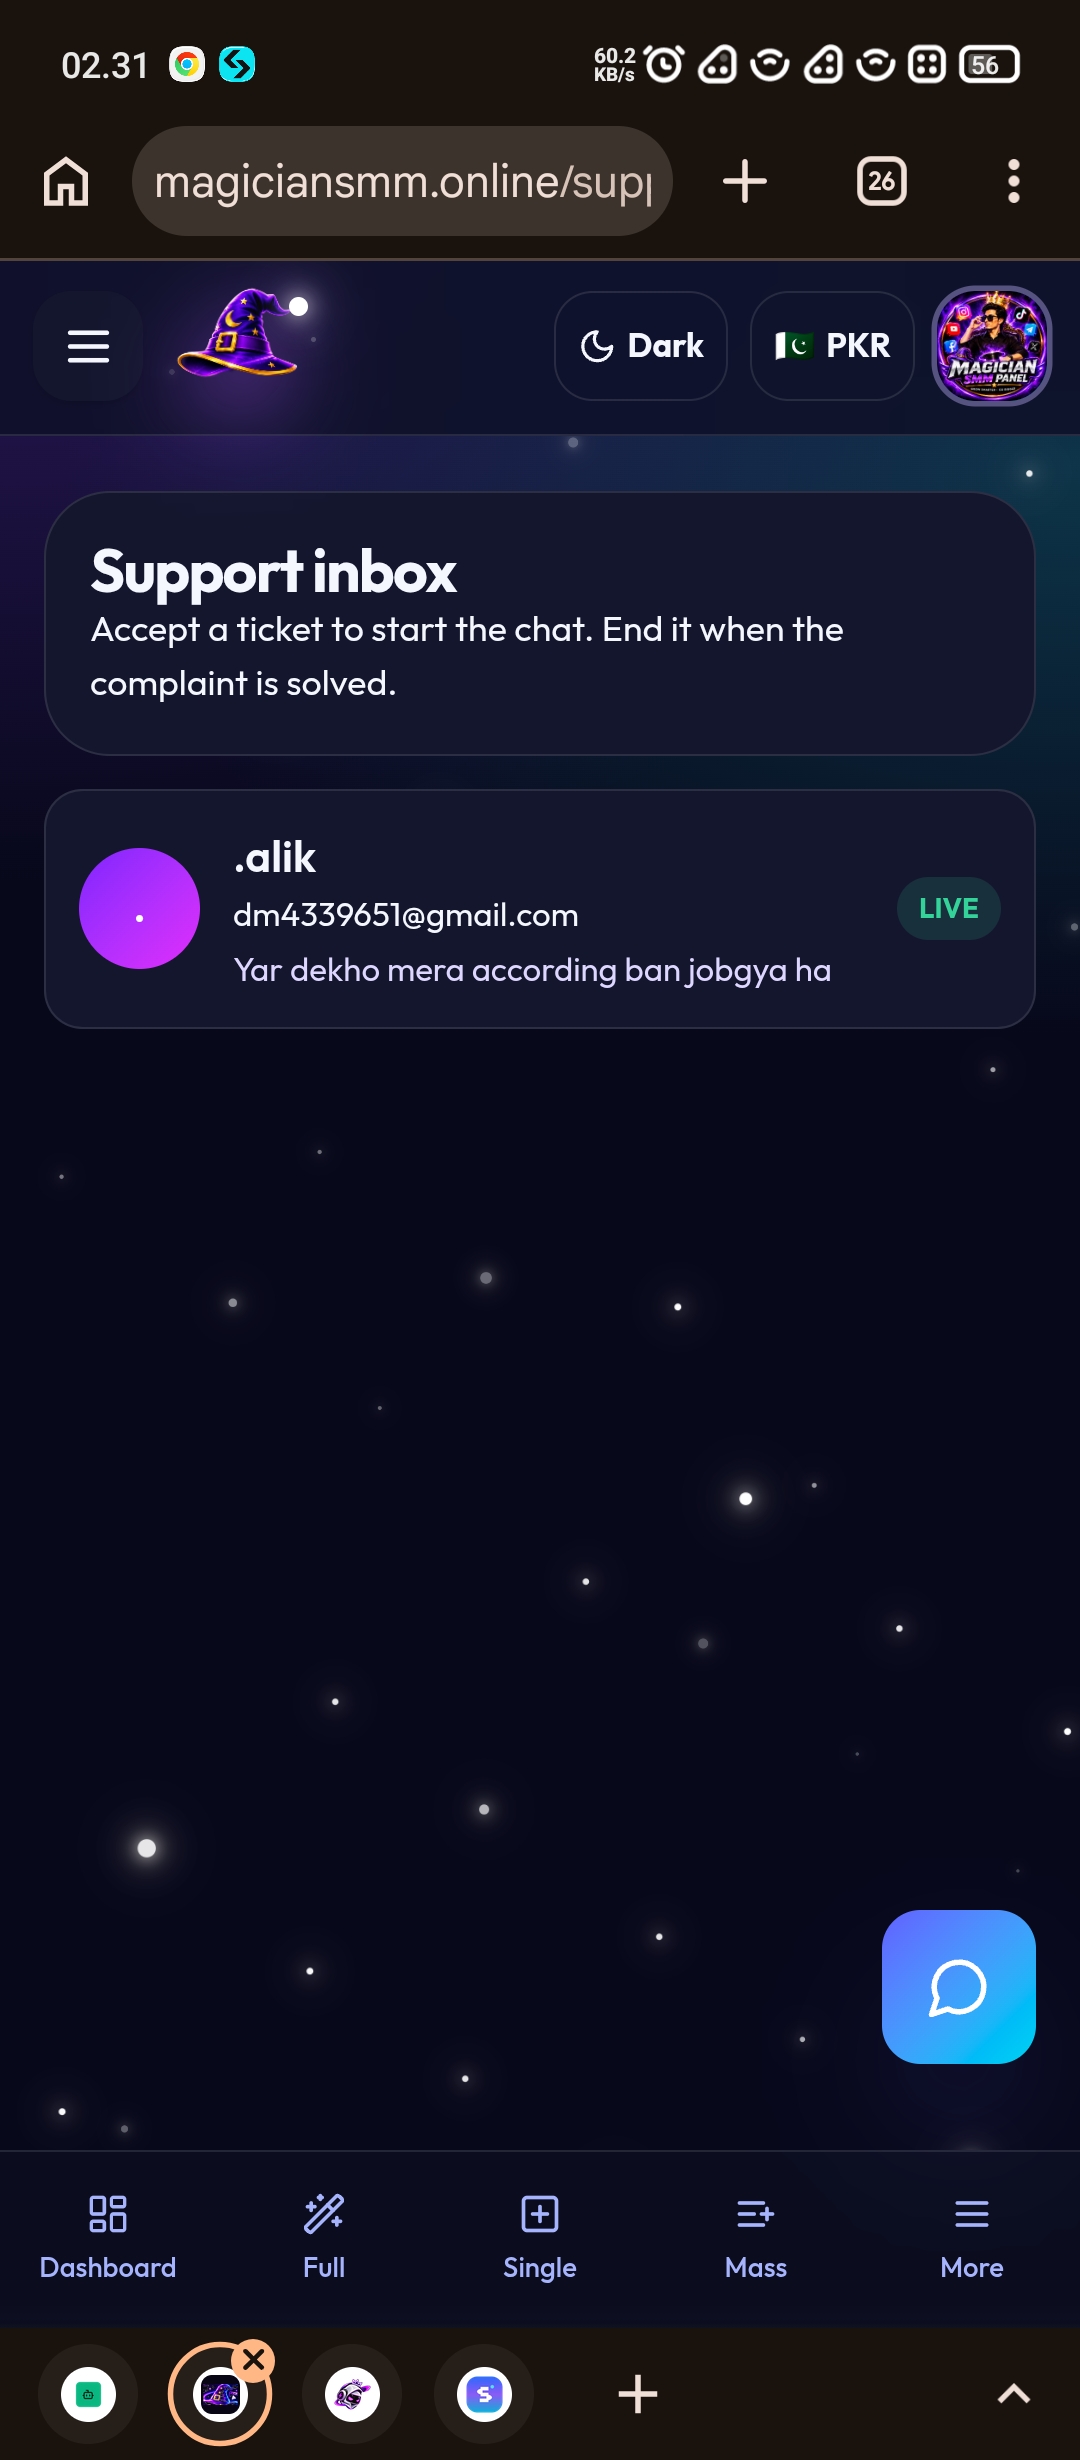 02.31
60.2
KB/s
56
magiciansmm.online/supp
26
Dark
PKR
MAGICIAN
SMM PANEL
Support inbox
Accept a ticket to start the chat. End it when the
complaint is solved.
.alik
dm4339651@gmail.com
LIVE
Yar dekho mera according ban jobgya ha
Dashboard
Full
Single
Mass
More